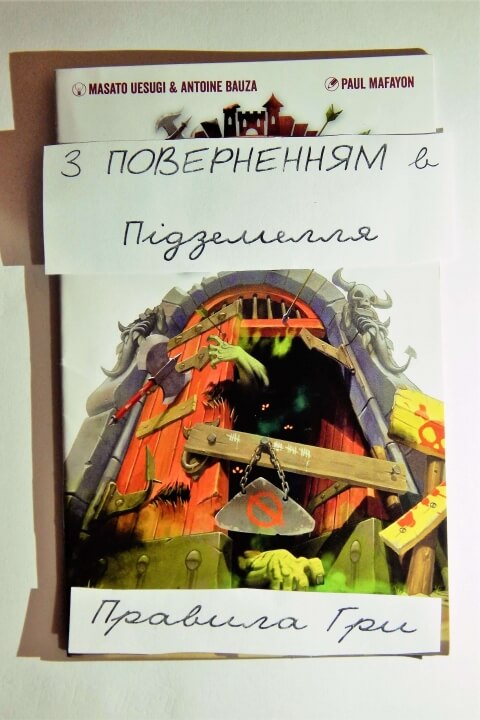 MASATO UESUGI & ANTOINE BAUZA
PAUL MAFAYON
З ПОВЕРНЕННЯМ в
Підземелля
Правила Гри